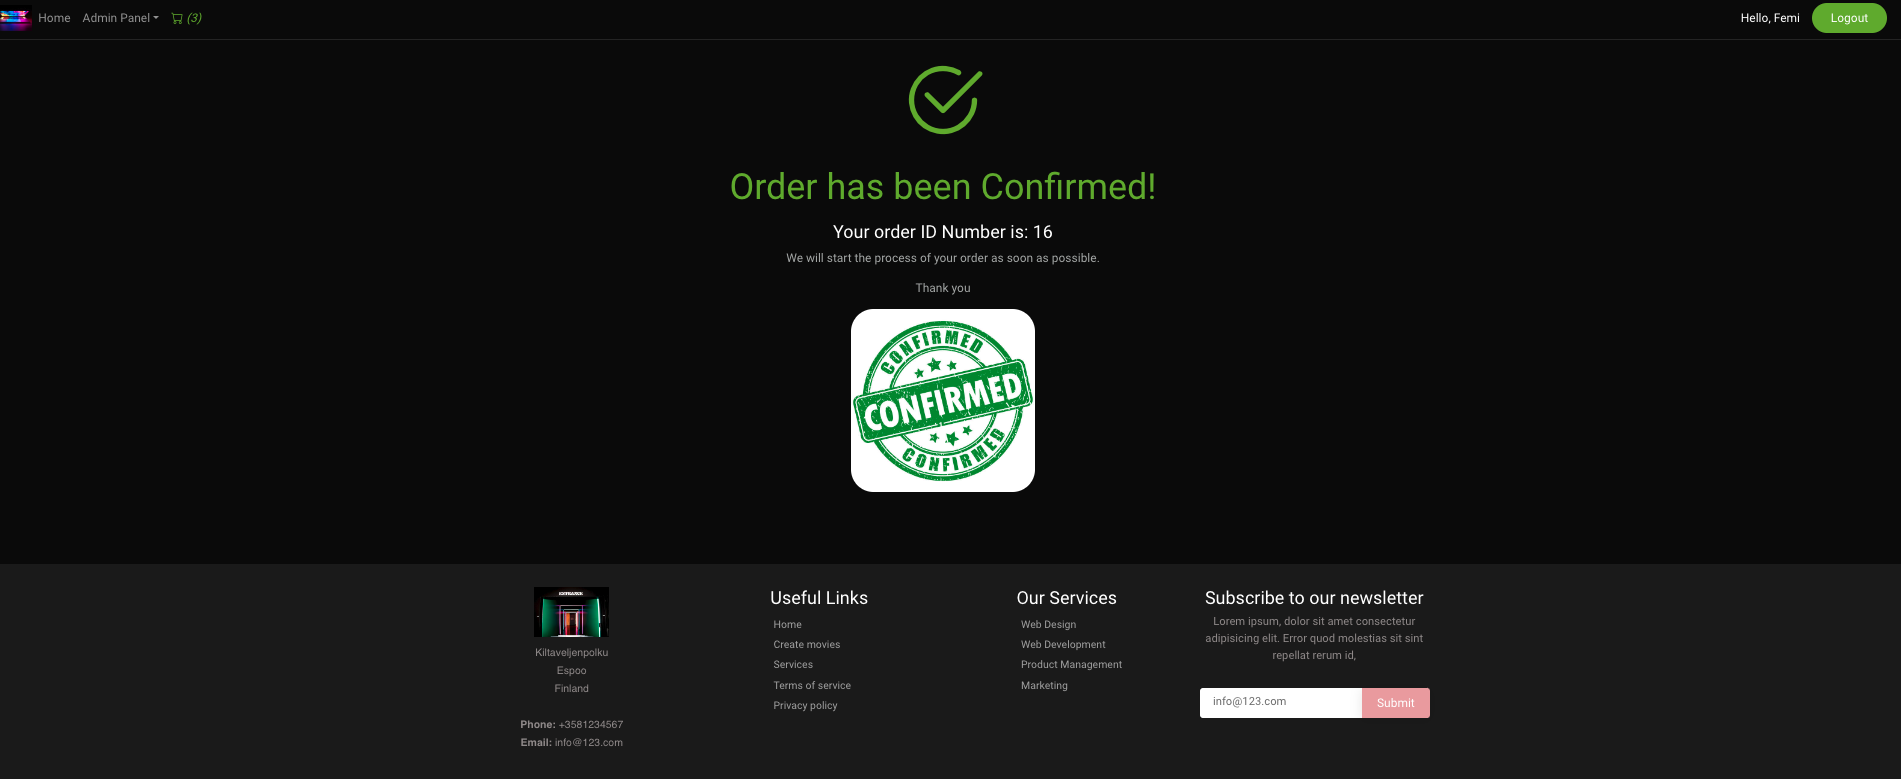 Home Admin Panel (3) Hello, Femi Logout
Order has been Confirmed!
Your order ID Number is: 16
We will start the process of your order as soon as possible.
Thank you
CONFIRMED
CONFIRMED
CONFIRMED
ENTRANCE
Kiltaveljenpolku
Espoo
Finland
Phone: +3581234567
Email: info@123.com
Useful Links
Home
Create movies
Services
Terms of service
Privacy policy
Our Services
Web Design
Web Development
Product Management
Marketing
Subscribe to our newsletter
Lorem ipsum, dolor sit amet consectetur
adipisicing elit. Error quod molestias sit sint
repellat rerum id,
info@123.com Submit